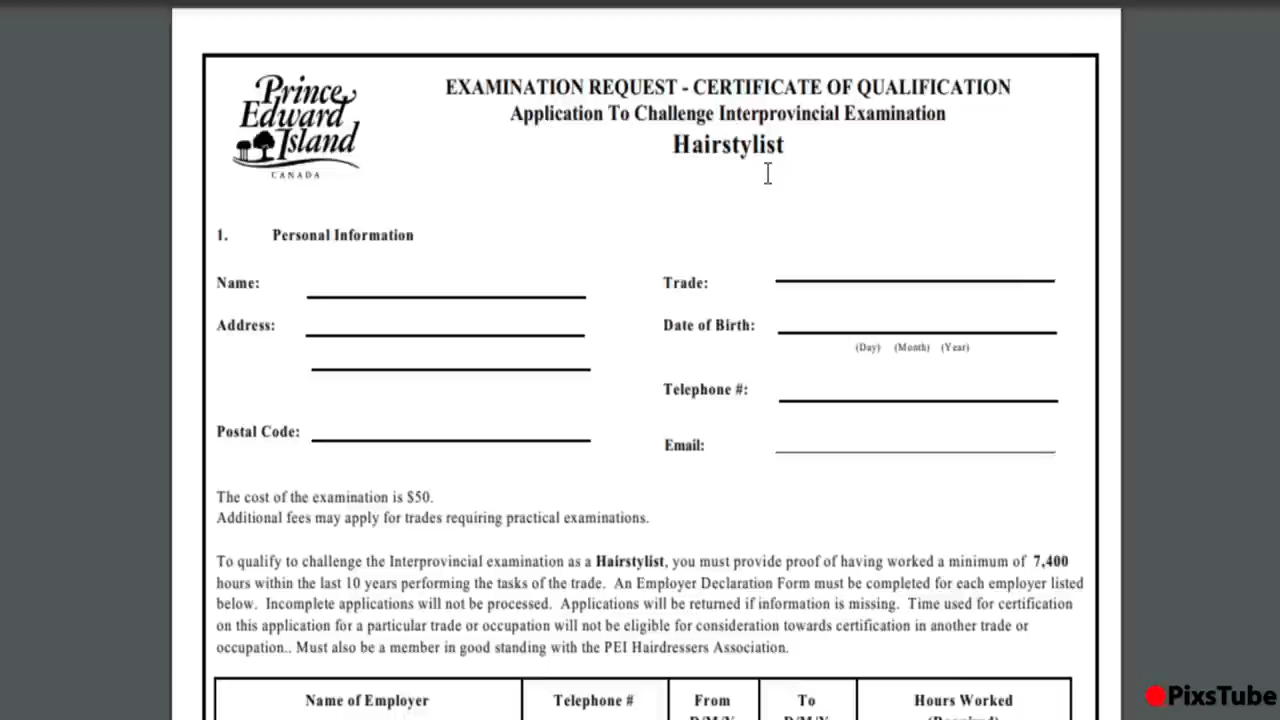 Prince
Edward
Island
CANADA
EXAMINATION REQUEST - CERTIFICATE OF QUALIFICATION
Application To Challenge Interprovincial Examination
Hairstylist
1. Personal Information
Name:
Trade:
Address:
Date of Birth:
(Day) (Month) (Year)
Telephone #:
Postal Code:
Email:
The cost of the examination is $50.
Additional fees may apply for trades requiring practical examinations.
To qualify to challenge the Interprovincial examination as a Hairstylist, you must provide proof of having worked a minimum of 7,400
hours within the last 10 years performing the tasks of the trade. An Employer Declaration Form must be completed for each employer listed
below. Incomplete applications will not be processed. Applications will be returned if information is missing. Time used for certification
on this application for a particular trade or occupation will not be eligible for consideration towards certification in another trade or
occupation.. Must also be a member in good standing with the PEI Hairdressers Association.
Name of Employer Telephone # From To Hours Worked
PixsTube